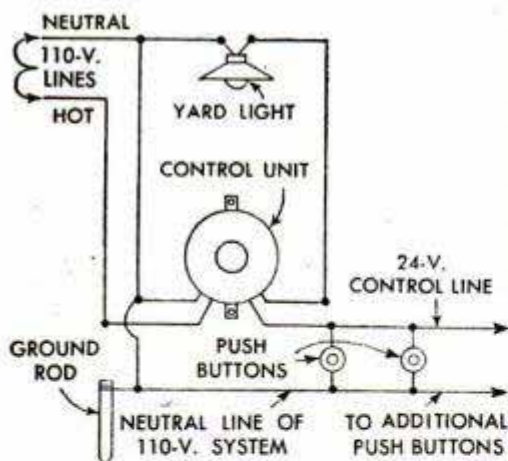 NEUTRAL
110-V.
LINES
HOT
YARD LIGHT
CONTROL UNIT
24-V.
CONTROL LINE
GROUND
ROD
PUSH
BUTTONS
NEUTRAL LINE OF
110-V. SYSTEM
TO ADDITIONAL
PUSH BUTTONS